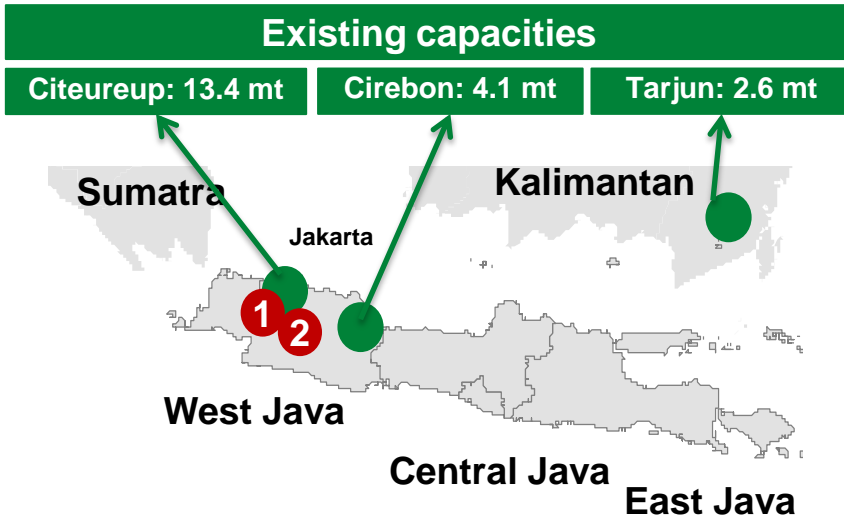 Existing capacities
Citeureup: 13.4 mt
Cirebon: 4.1 mt
Tarjun: 2.6 mt
Sumatra
Kalimantan
Jakarta
1
2
West Java
Central Java
East Java